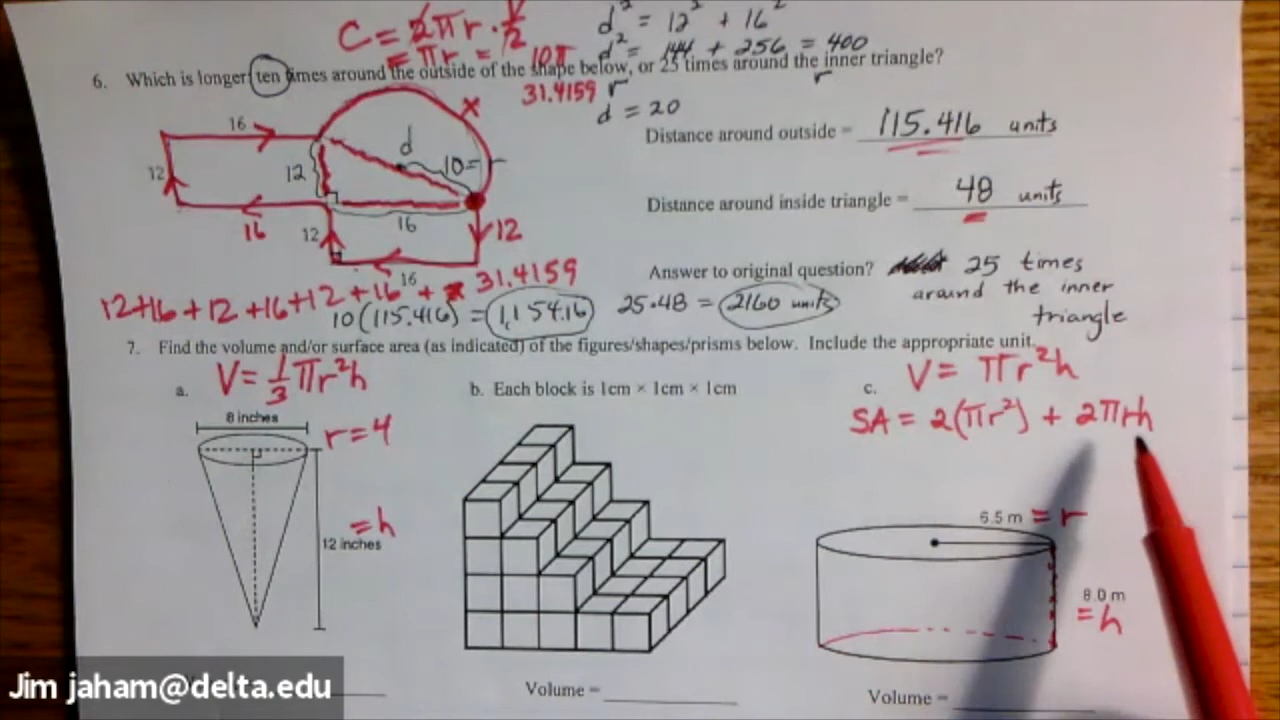 C = 2πr · 1/2
= πr = 10π
31.4159
d² = 12² + 16²
d² = 144 + 256 = 400
d = 20
6. Which is longer: ten times around the outside of the shape below, or 25 times around the inner triangle?
r
r
16
x
12
12
d
10 = r
16
16
12
12
16
Distance around outside = 115.416 units
Distance around inside triangle = 48 units
Answer to original question? 25 times
around the inner
triangle
12+16+12+16+12+16+ 31.4159
10(115.416) = 1,154.16
25·48 = 2160 units
7. Find the volume and/or surface area (as indicated) of the figures/shapes/prisms below. Include the appropriate unit.
a. V = 1/3 πr²h
8 inches
r = 4
= h
12 inches
b. Each block is 1cm × 1cm × 1cm
Volume =
c. V = πr²h
SA = 2(πr²) + 2πrh
= r
8.0 m
= h
Volume =
Jim jaham@delta.edu